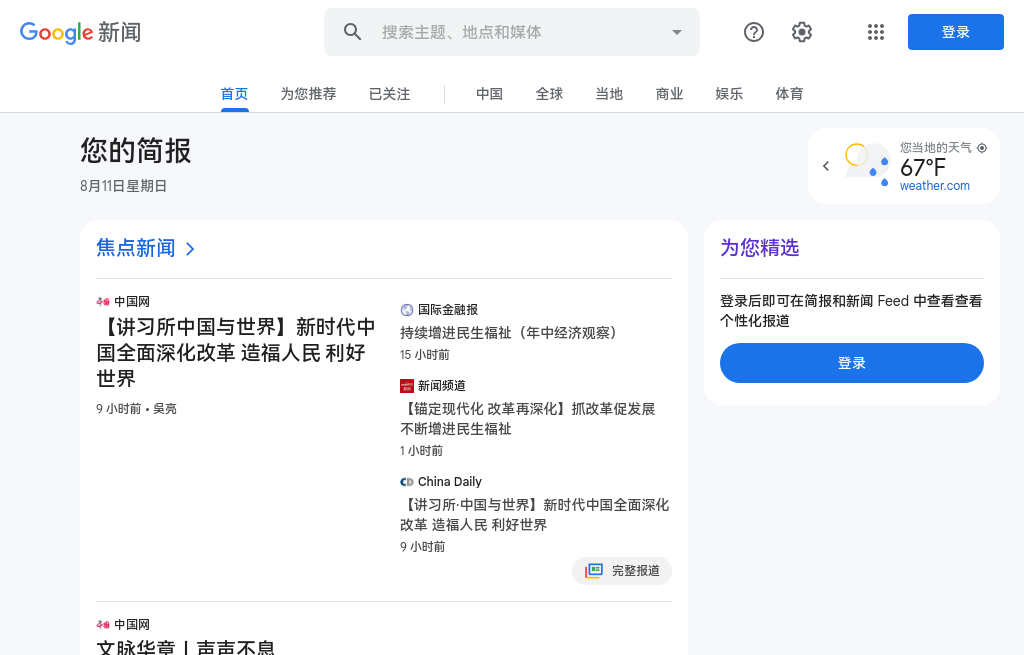 Google 新闻
搜索主题、地点和媒体
登录
首页 为您推荐 已关注 中国 全球 当地 商业 娱乐 体育
您的简报
8月11日星期日
您当地的天气
67°F
weather.com
焦点新闻
中国网
【讲习所中国与世界】新时代中
国全面深化改革 造福人民 利好
世界
9 小时前 • 吳亮
国际金融报
持续增进民生福祉（年中经济观察）
15 小时前
新闻频道
【锚定现代化 改革再深化】抓改革促发展
不断增进民生福祉
1 小时前
China Daily
【讲习所·中国与世界】新时代中国全面深化
改革 造福人民 利好世界
9 小时前
完整报道
中国网
文脉华章丨声声不息
为您精选
登录后即可在简报和新闻 Feed 中查看查看
个性化报道
登录